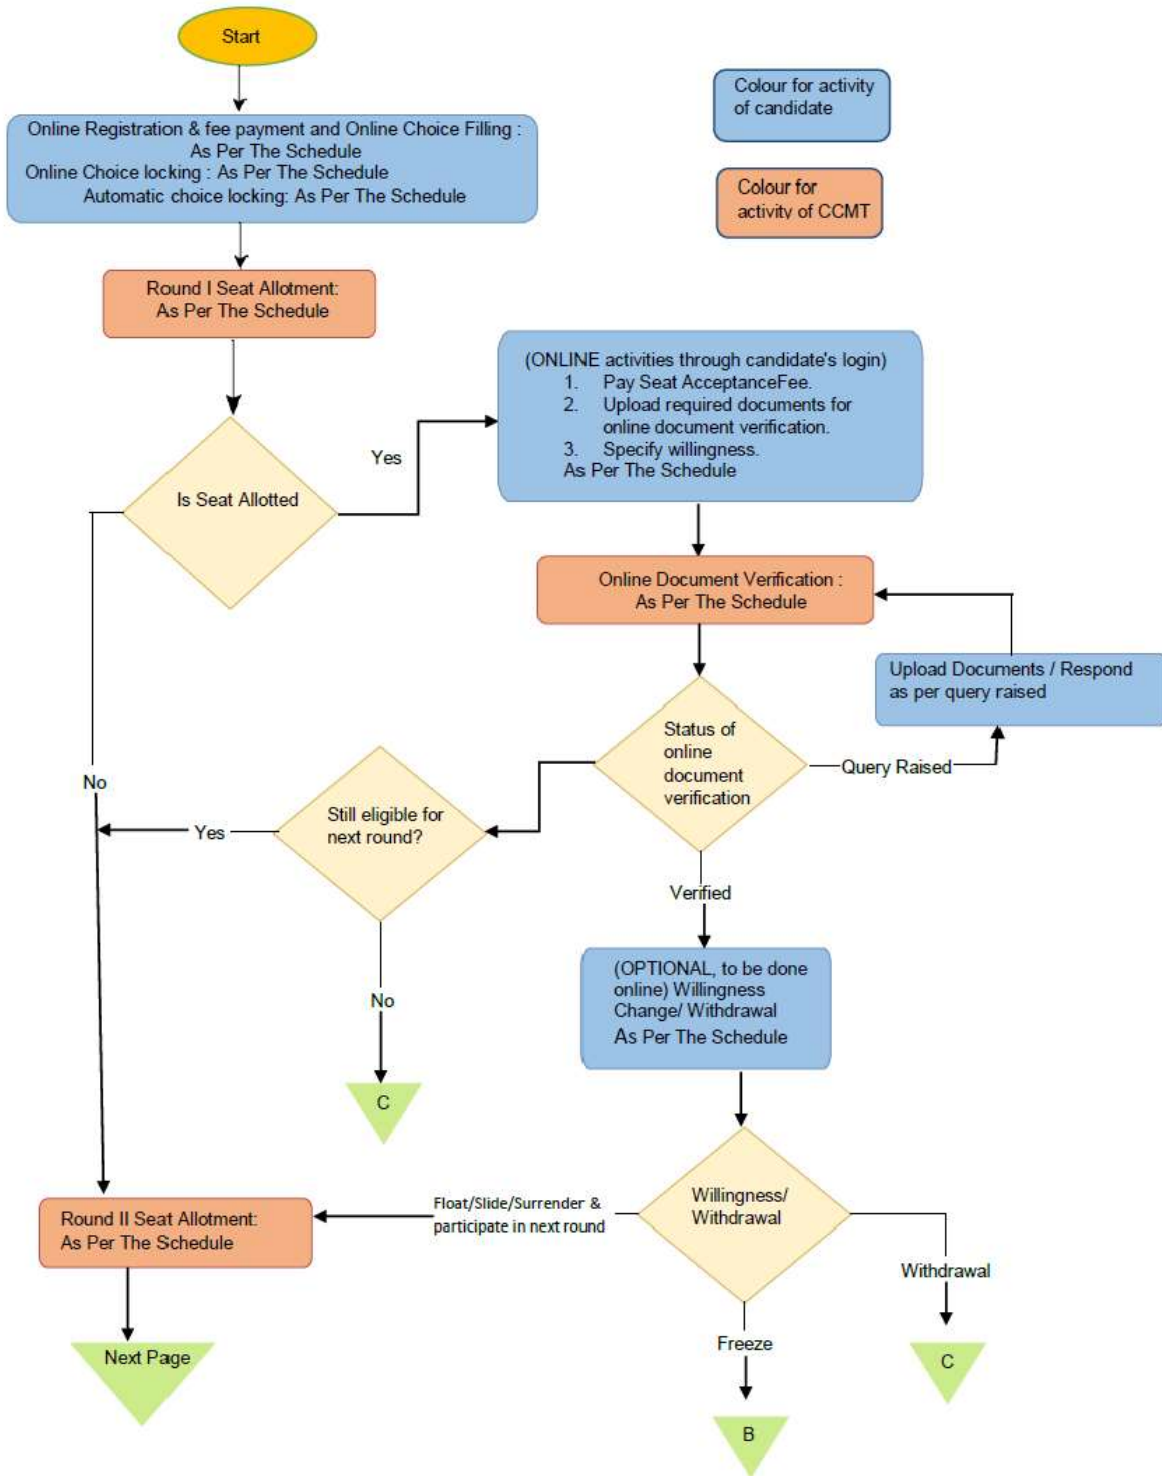 Start
Colour for activity
of candidate
Online Registration & fee payment and Online Choice Filling :
As Per The Schedule
Online Choice locking : As Per The Schedule
Automatic choice locking: As Per The Schedule
Colour for
activity of CCMT
Round I Seat Allotment:
As Per The Schedule
(ONLINE activities through candidate's login)
1. Pay Seat AcceptanceFee.
2. Upload required documents for
online document verification.
3. Specify willingness.
As Per The Schedule
Yes
Is Seat Allotted
Online Document Verification :
As Per The Schedule
Upload Documents / Respond
as per query raised
Status of
online
document
verification
Query Raised
No
Still eligible for
next round?
Yes
Verified
(OPTIONAL, to be done
online) Willingness
Change/ Withdrawal
As Per The Schedule
No
C
Float/Slide/Surrender &
participate in next round
Willingness/
Withdrawal
Round II Seat Allotment:
As Per The Schedule
Withdrawal
Freeze
Next Page
C
B